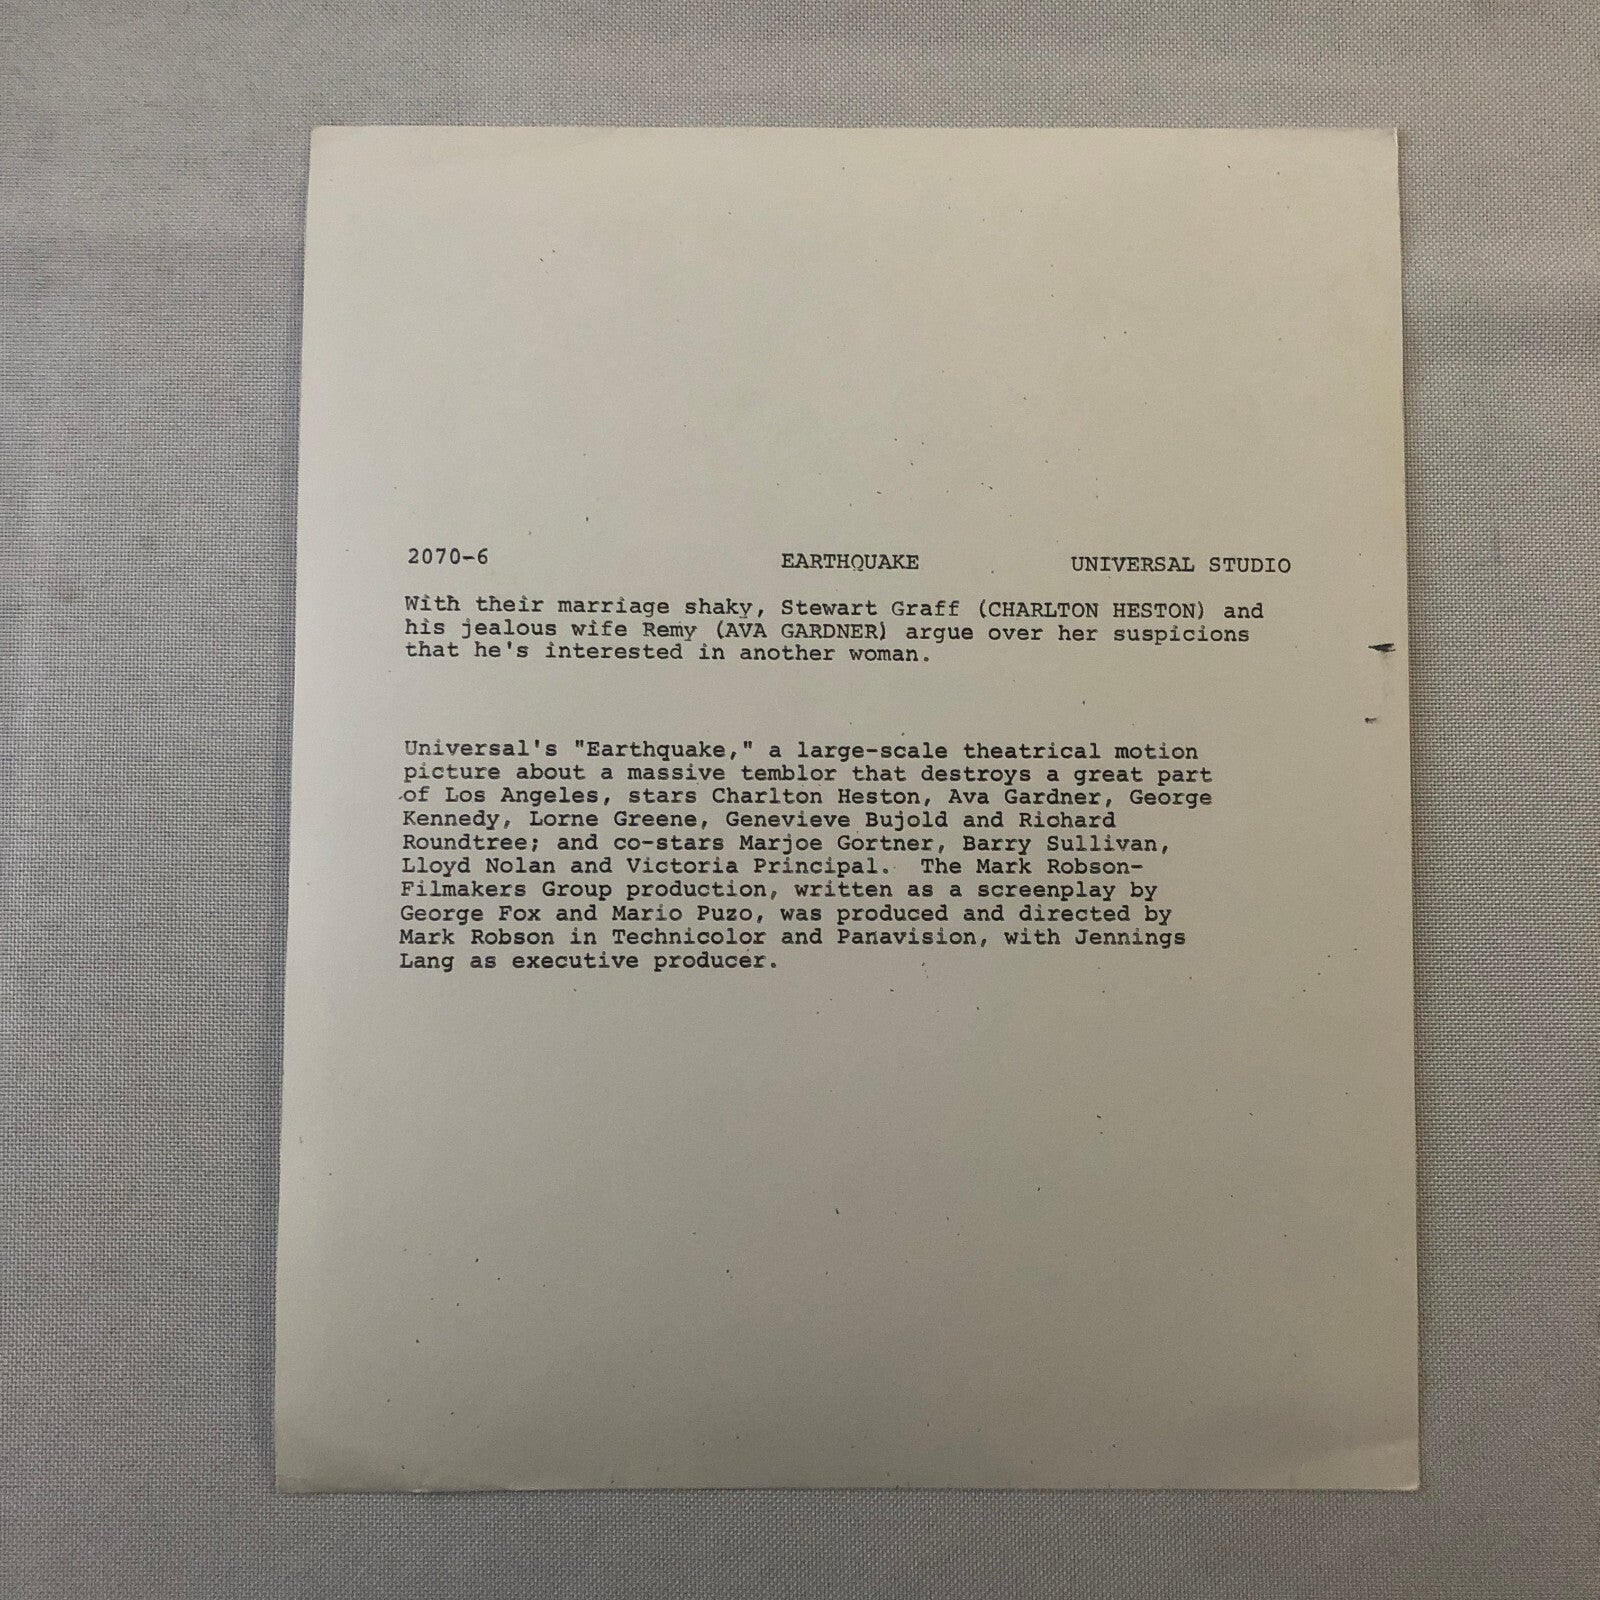 2070-6 EARTHQUAKE UNIVERSAL STUDIO
With their marriage shaky, Stewart Graff (CHARLTON HESTON) and
his jealous wife Remy (AVA GARDNER) argue over her suspicions
that he's interested in another woman.
Universal's "Earthquake," a large-scale theatrical motion
picture about a massive temblor that destroys a great part
of Los Angeles, stars Charlton Heston, Ava Gardner, George
Kennedy, Lorne Greene, Genevieve Bujold and Richard
Roundtree; and co-stars Marjoe Gortner, Barry Sullivan,
Lloyd Nolan and Victoria Principal. The Mark Robson-
Filmakers Group production, written as a screenplay by
George Fox and Mario Puzo, was produced and directed by
Mark Robson in Technicolor and Panavision, with Jennings
Lang as executive producer.